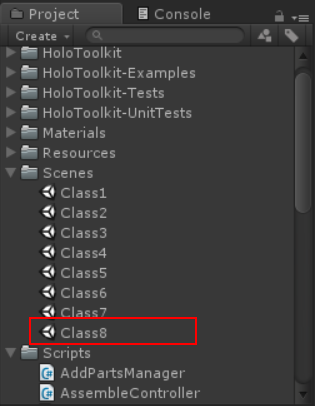 Project Console
Create
HoloToolkit
HoloToolkit-Examples
HoloToolkit-Tests
HoloToolkit-UnitTests
Materials
Resources
Scenes
Class1
Class2
Class3
Class4
Class5
Class6
Class7
Class8
Scripts
AddPartsManager
AssembleController